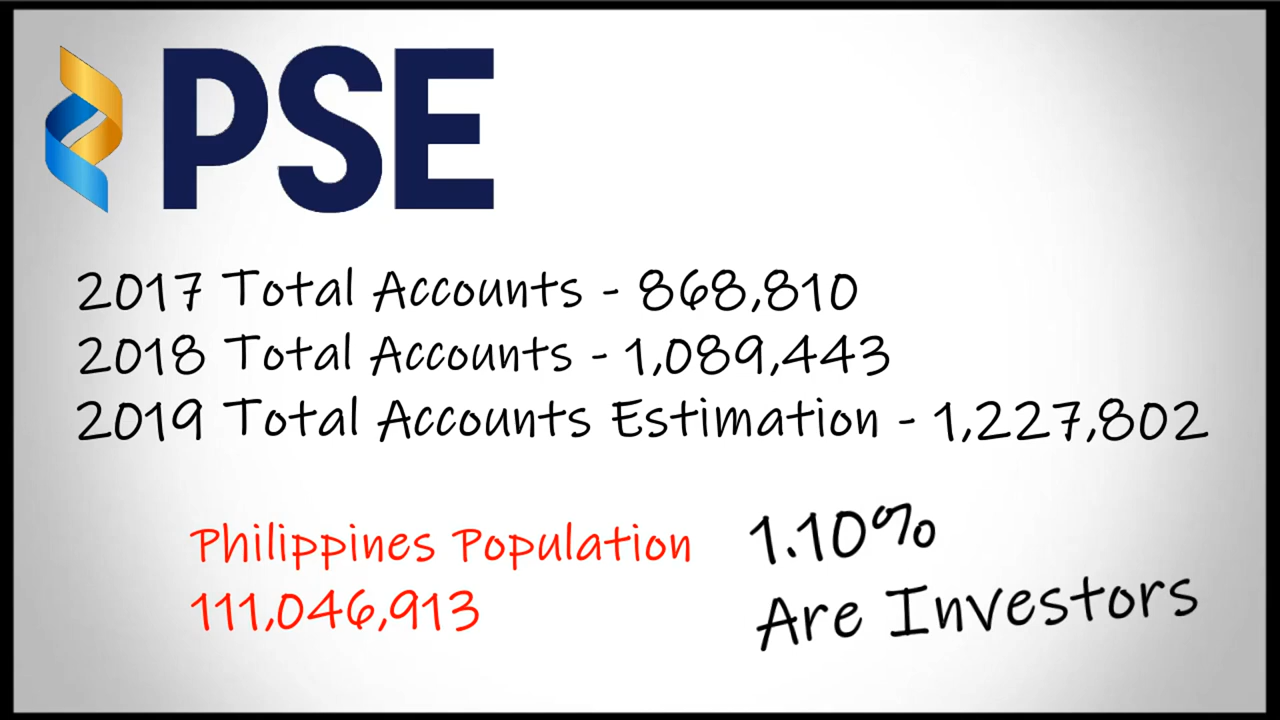 PSE
2017 Total Accounts - 868,810
2018 Total Accounts - 1,089,443
2019 Total Accounts Estimation - 1,227,802
Philippines Population
111,046,913
1.10%
Are Investors